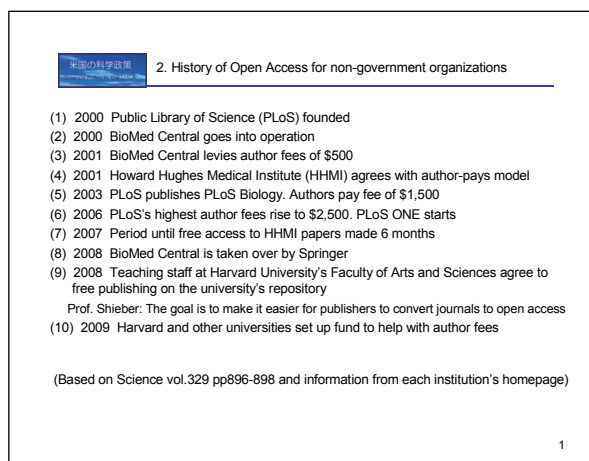 米国の科学政策
2. History of Open Access for non-government organizations
(1) 2000 Public Library of Science (PLoS) founded
(2) 2000 BioMed Central goes into operation
(3) 2001 BioMed Central levies author fees of $500
(4) 2001 Howard Hughes Medical Institute (HHMI) agrees with author-pays model
(5) 2003 PLoS publishes PLoS Biology. Authors pay fee of $1,500
(6) 2006 PLoS's highest author fees rise to $2,500. PLoS ONE starts
(7) 2007 Period until free access to HHMI papers made 6 months
(8) 2008 BioMed Central is taken over by Springer
(9) 2008 Teaching staff at Harvard University's Faculty of Arts and Sciences agree to
free publishing on the university's repository
Prof. Shieber: The goal is to make it easier for publishers to convert journals to open access
(10) 2009 Harvard and other universities set up fund to help with author fees
(Based on Science vol.329 pp896-898 and information from each institution's homepage)
1